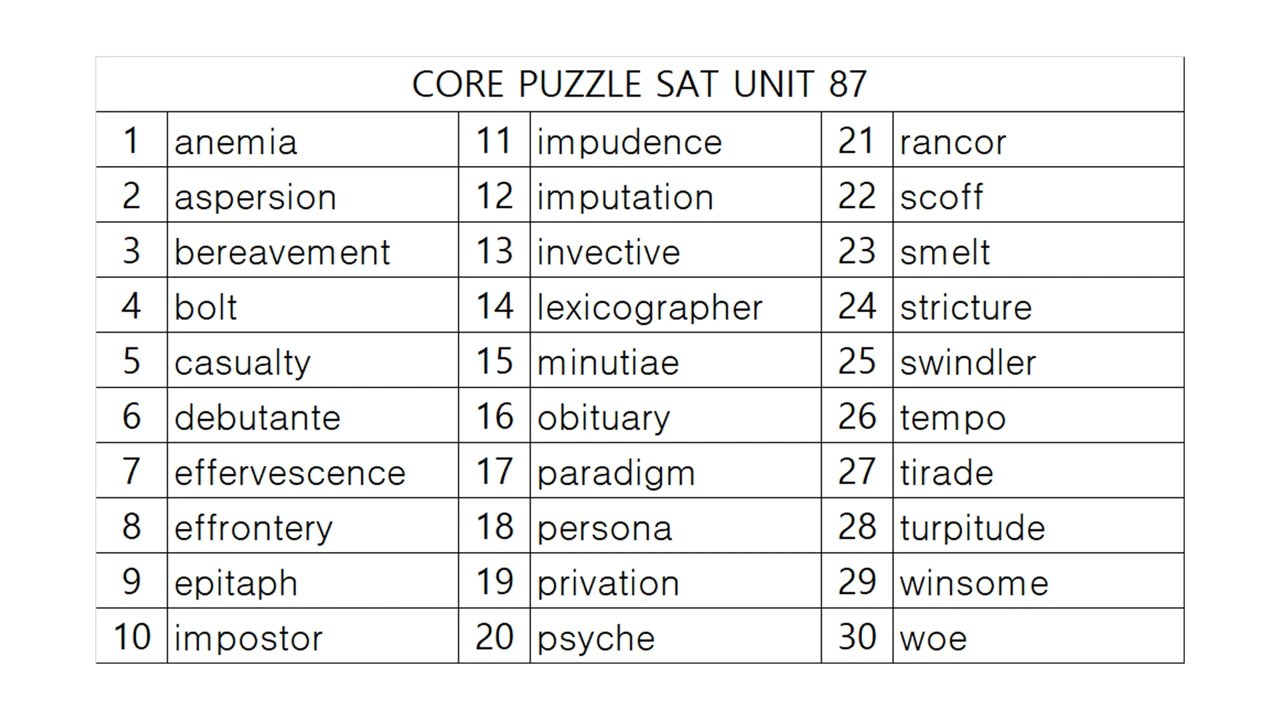 CORE PUZZLE SAT UNIT 87
1 anemia 11 impudence 21 rancor
2 aspersion 12 imputation 22 scoff
3 bereavement 13 invective 23 smelt
4 bolt 14 lexicographer 24 stricture
5 casualty 15 minutiae 25 swindler
6 debutante 16 obituary 26 tempo
7 effervescence 17 paradigm 27 tirade
8 effrontery 18 persona 28 turpitude
9 epitaph 19 privation 29 winsome
10 impostor 20 psyche 30 woe